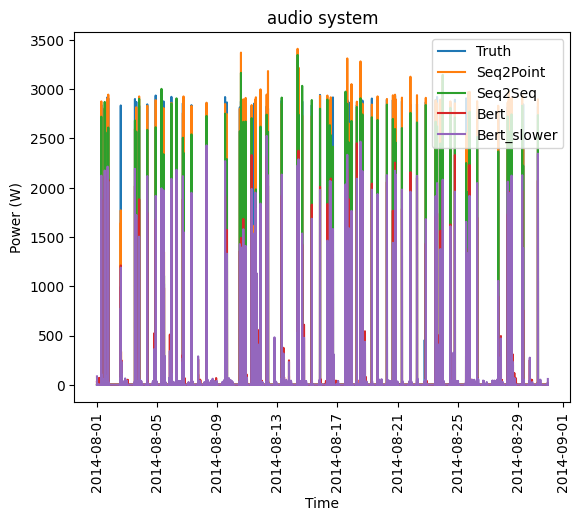 audio system
Power (W)
3500
3000
2500
2000
1500
1000
500
0
Truth
Seq2Point
Seq2Seq
Bert
Bert_slower
2014-08-01
2014-08-05
2014-08-09
2014-08-13
2014-08-17
2014-08-21
2014-08-25
2014-08-29
2014-09-01
Time